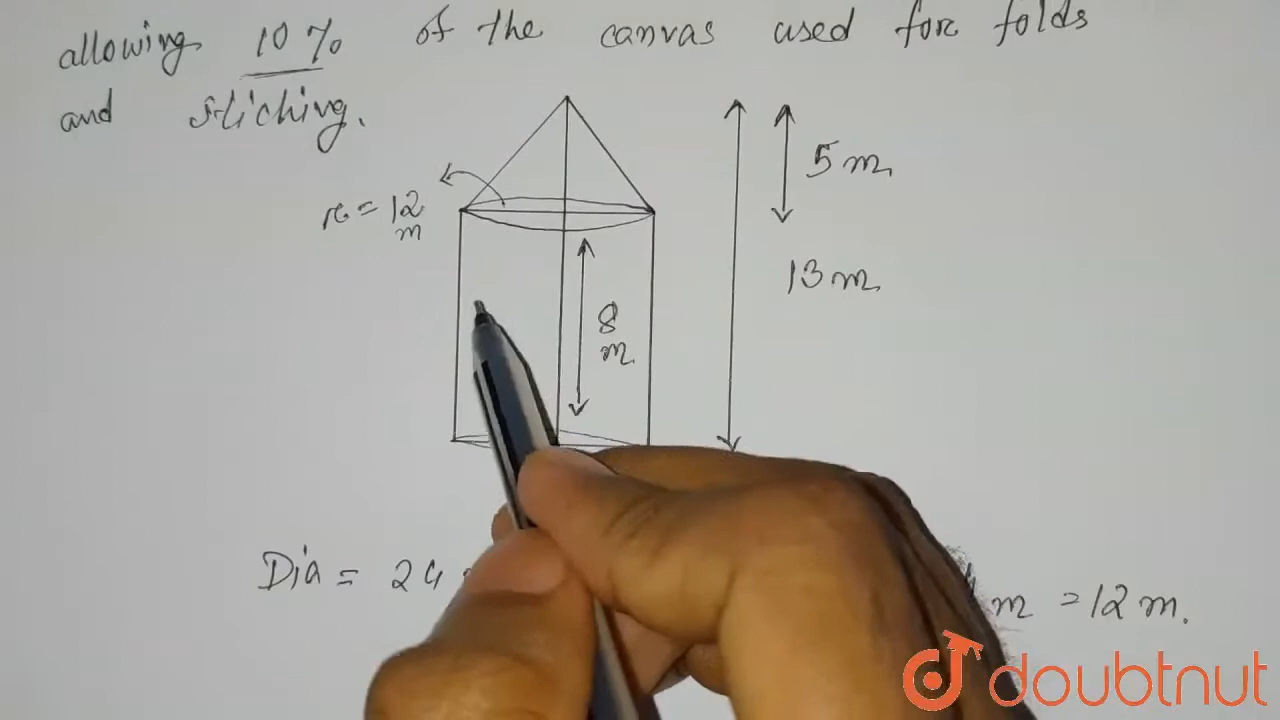 allowing 10% of the canvas used for folds
and stiching.
5 m
r = 12
m
13 m
8
m
Dia = 24
m = 12 m.
doubtnut